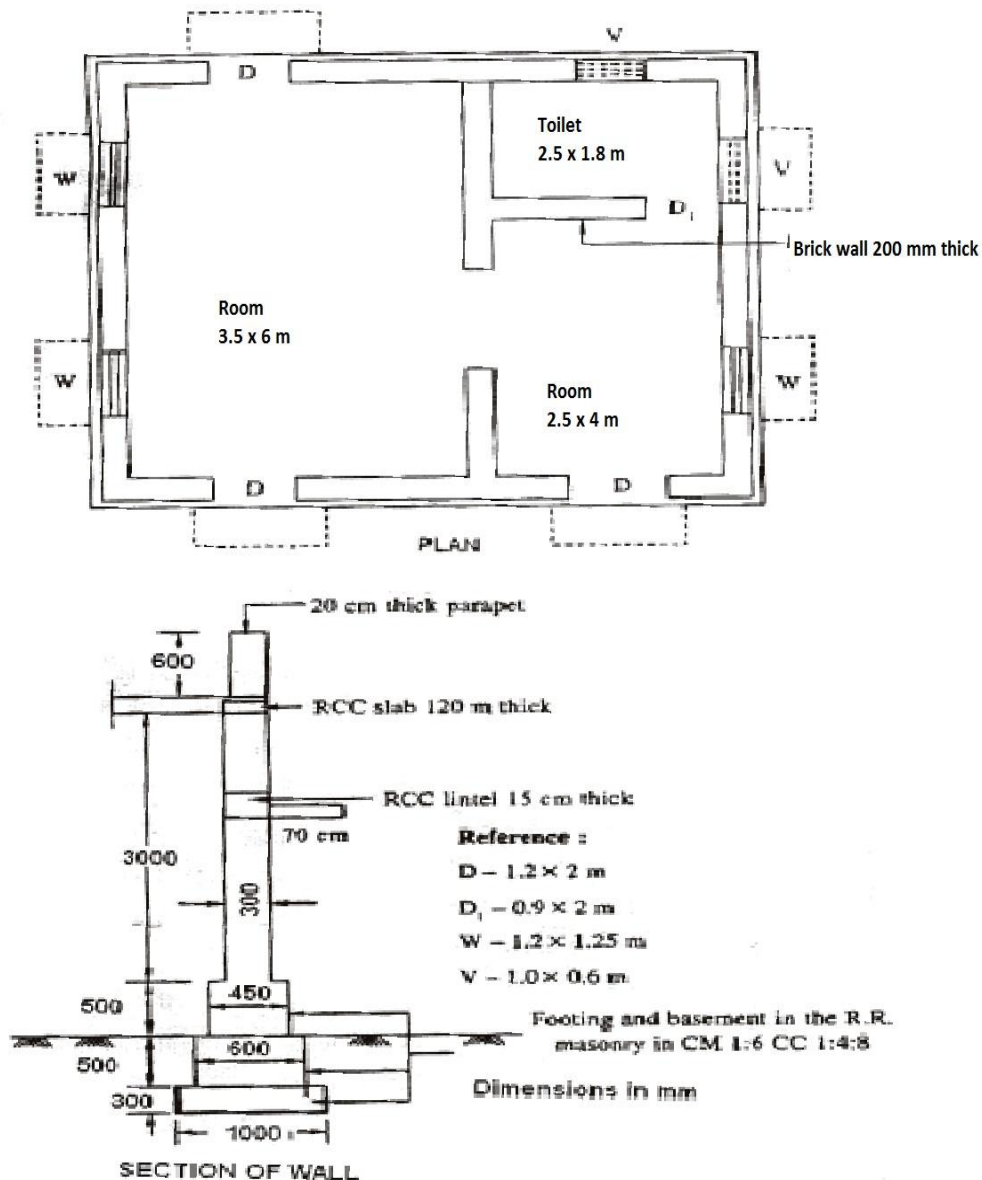 D
V
Toilet
2.5 x 1.8 m
W
V
D₁
Brick wall 200 mm thick
Room
3.5 x 6 m
W
Room
2.5 x 4 m
W
D
D
PLAN
20 cm thick parapet
600
RCC slab 120 m thick
RCC lintel 15 cm thick
70 cm
Reference :
3000
D – 1.2 × 2 m
300
D₁ – 0.9 × 2 m
W – 1.2 × 1.25 m
V – 1.0 × 0.6 m
500
450
Footing and basement in the R.R.
masonry in CM 1:6 CC 1:4:8
500
600
Dimensions in mm
300
1000
SECTION OF WALL